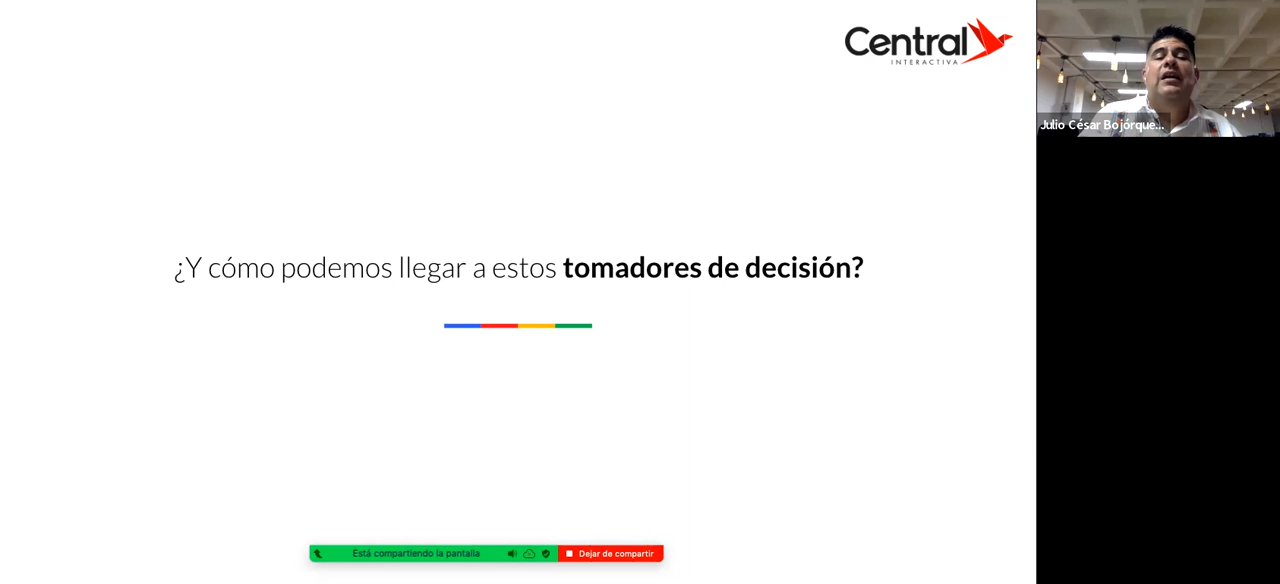 Central
INTERACTIVA
Julio César Bojórque...
¿Y cómo podemos llegar a estos tomadores de decisión?
Está compartiendo la pantalla
Dejar de compartir